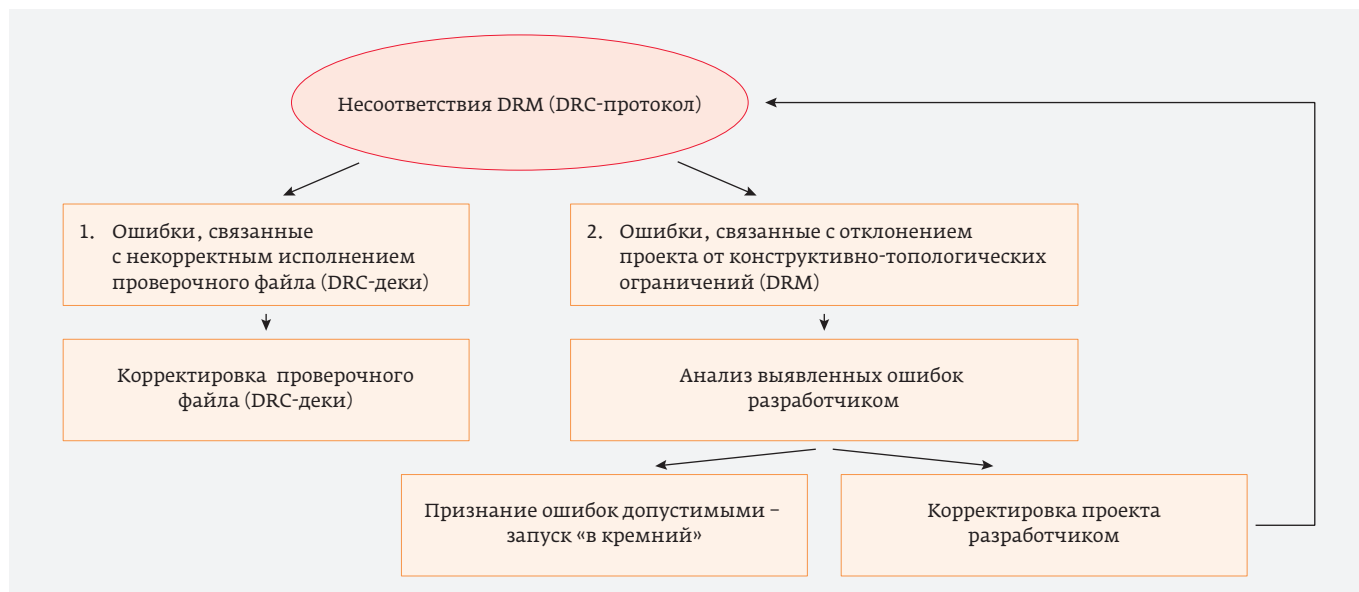 Несоответствия DRM (DRC-протокол)
1. Ошибки, связанные
с некорректным исполнением
проверочного файла (DRC-деки)
2. Ошибки, связанные с отклонением
проекта от конструктивно-топологических
ограничений (DRM)
Корректировка проверочного
файла (DRC-деки)
Анализ выявленных ошибок
разработчиком
Признание ошибок допустимыми –
запуск «в кремний»
Корректировка проекта
разработчиком